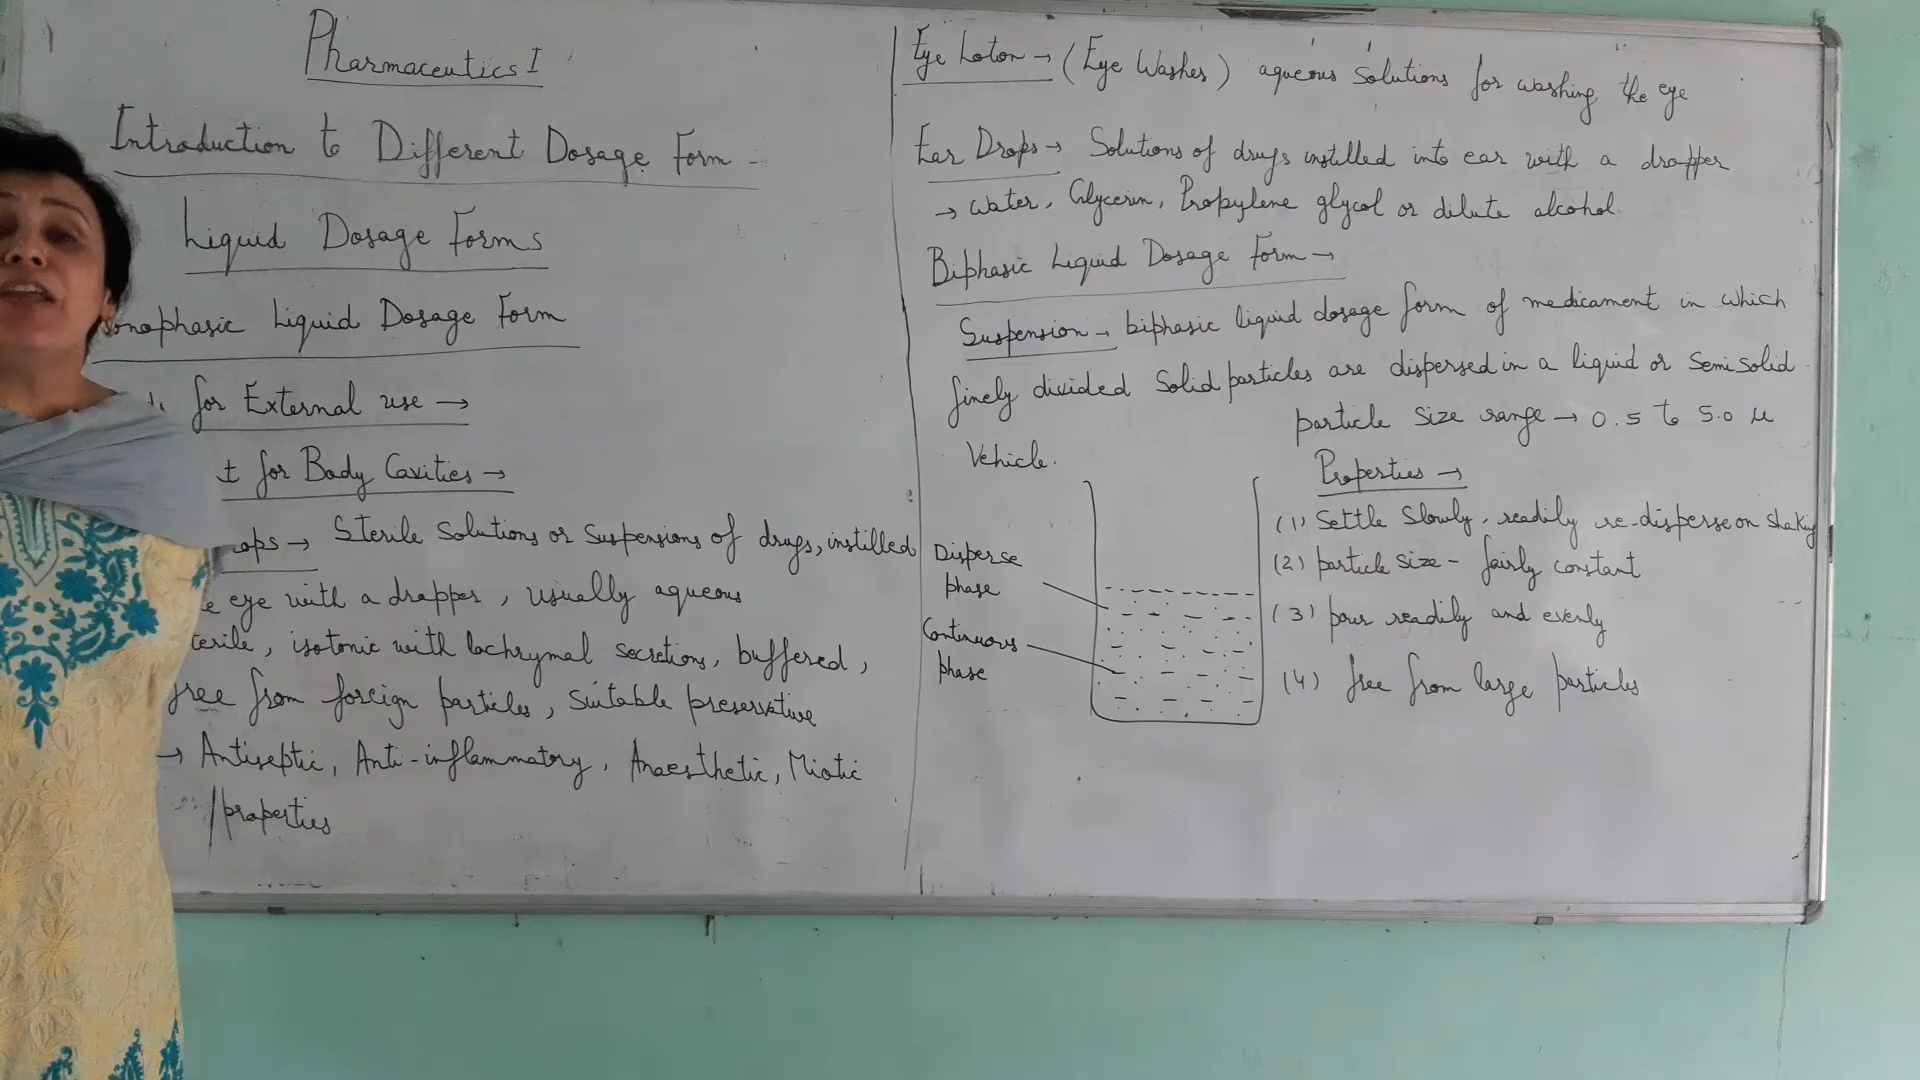 Pharmaceutics I
Introduction to Different Dosage Form -
Liquid Dosage Forms
onophasic Liquid Dosage Form
for External use →
t for Body Cavities →
ops → Sterile Solutions or Suspensions of drugs, instilled
e eye with a drapper, usually aqueous
terile, isotonic with lachrymal secretions, buffered,
free from foreign particles, Suitable preservative
→ Antiseptic, Anti-inflammatory, Anaesthetic, Miotic
properties
Eye Loton → (Eye Washes) aqueous Solutions for washing the eye
Ear Drops → Solutions of drugs instilled into ear with a drapper
→ Water, Glycerin, Propylene glycol or dilute alcohol.
Biphasic Liquid Dosage Form →
Suspension → biphasic liquid dosage form of medicament in which
finely divided Solid particles are dispersed in a liquid or Semisolid
Vehicle.
particle Size range → 0.5 to 5.0 µ
Properties →
(1) Settle Slowly, readily re-disperse on Shaking
(2) particle size - fairly constant
(3) pour readily and evenly
(4) free from large particles
Disperse
phase
Continuous
phase